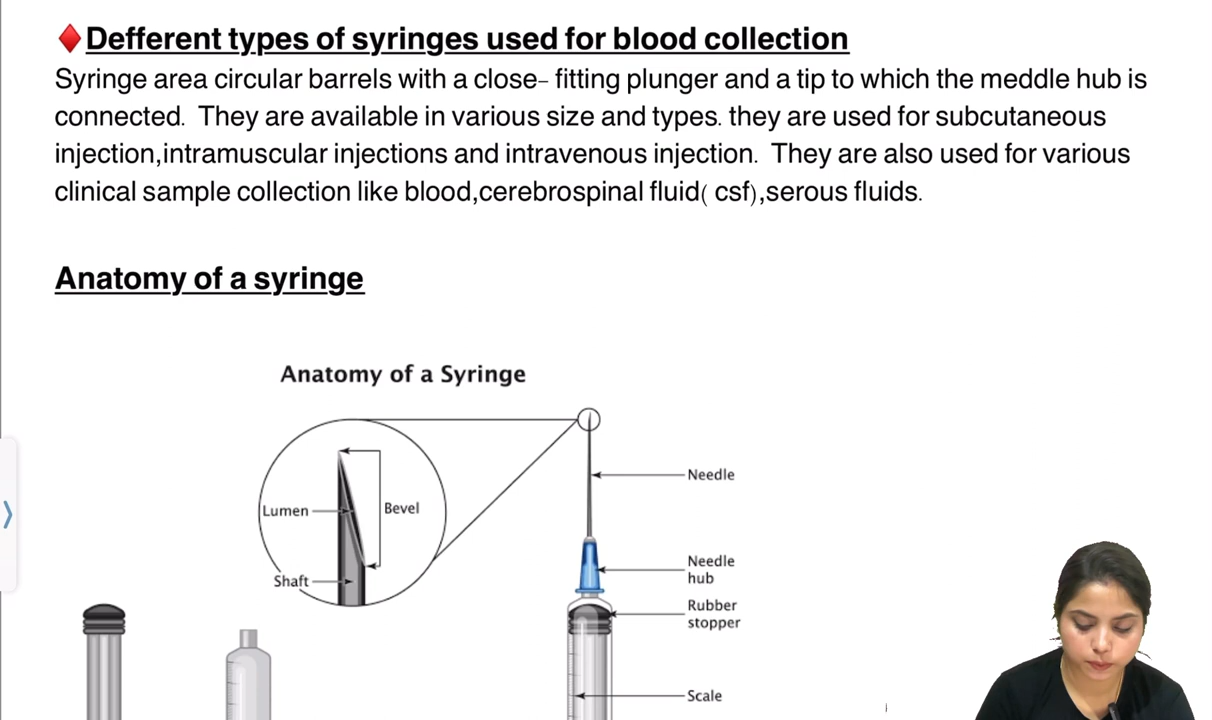 Defferent types of syringes used for blood collection
Syringe area circular barrels with a close– fitting plunger and a tip to which the meddle hub is
connected.  They are available in various size and types. they are used for subcutaneous
injection,intramuscular injections and intravenous injection.  They are also used for various
clinical sample collection like blood,cerebrospinal fluid( csf),serous fluids.
Anatomy of a syringe
Anatomy of a Syringe
Needle
Lumen
Bevel
Needle
hub
Shaft
Rubber
stopper
Scale